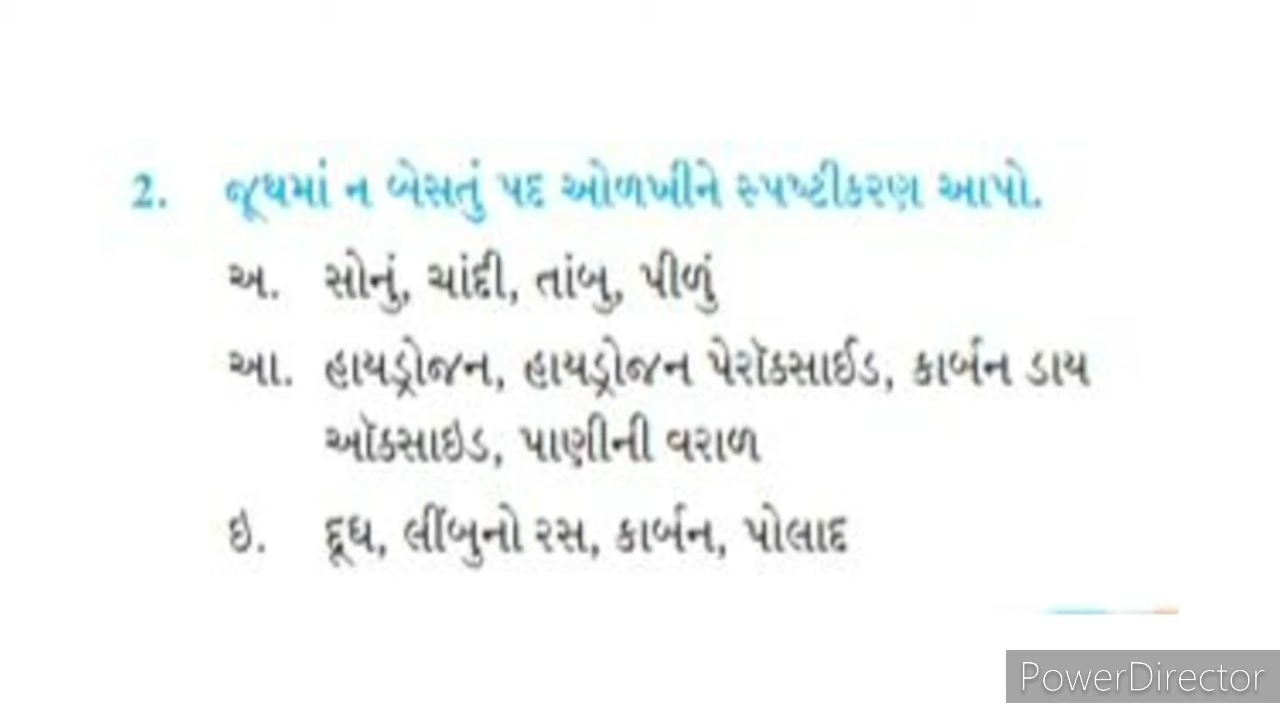 2. જૂથમાં ન બેસતું પદ ઓળખીને સ્પષ્ટીકરણ આપો.
અ. સોનું, ચાંદી, તાંબુ, પીળું
આ. હાયડ્રોજન, હાયડ્રોજન પેરૉક્સાઈડ, કાર્બન ડાય
ઑક્સાઇડ, પાણીની વરાળ
ઇ. દૂધ, લીંબુનો રસ, કાર્બન, પોલાદ
PowerDirector